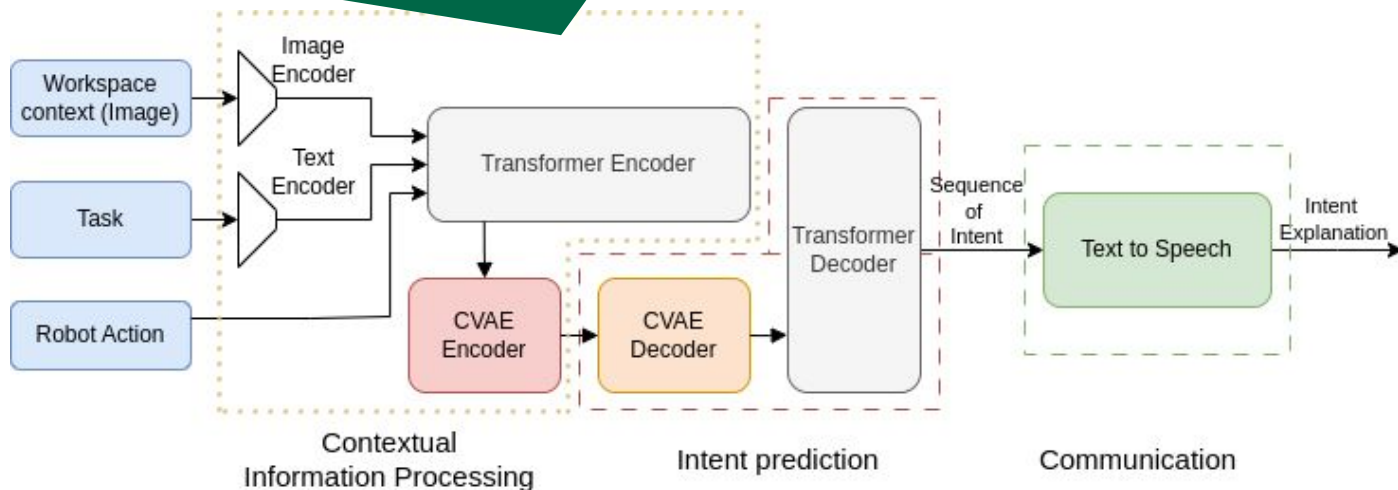 Workspace
context (Image)
Image
Encoder
Text
Encoder
Task
Robot Action
Transformer Encoder
CVAE
Encoder
CVAE
Decoder
Transformer
Decoder
Sequence
of
Intent
Text to Speech
Intent
Explanation
Contextual
Information Processing
Intent prediction
Communication